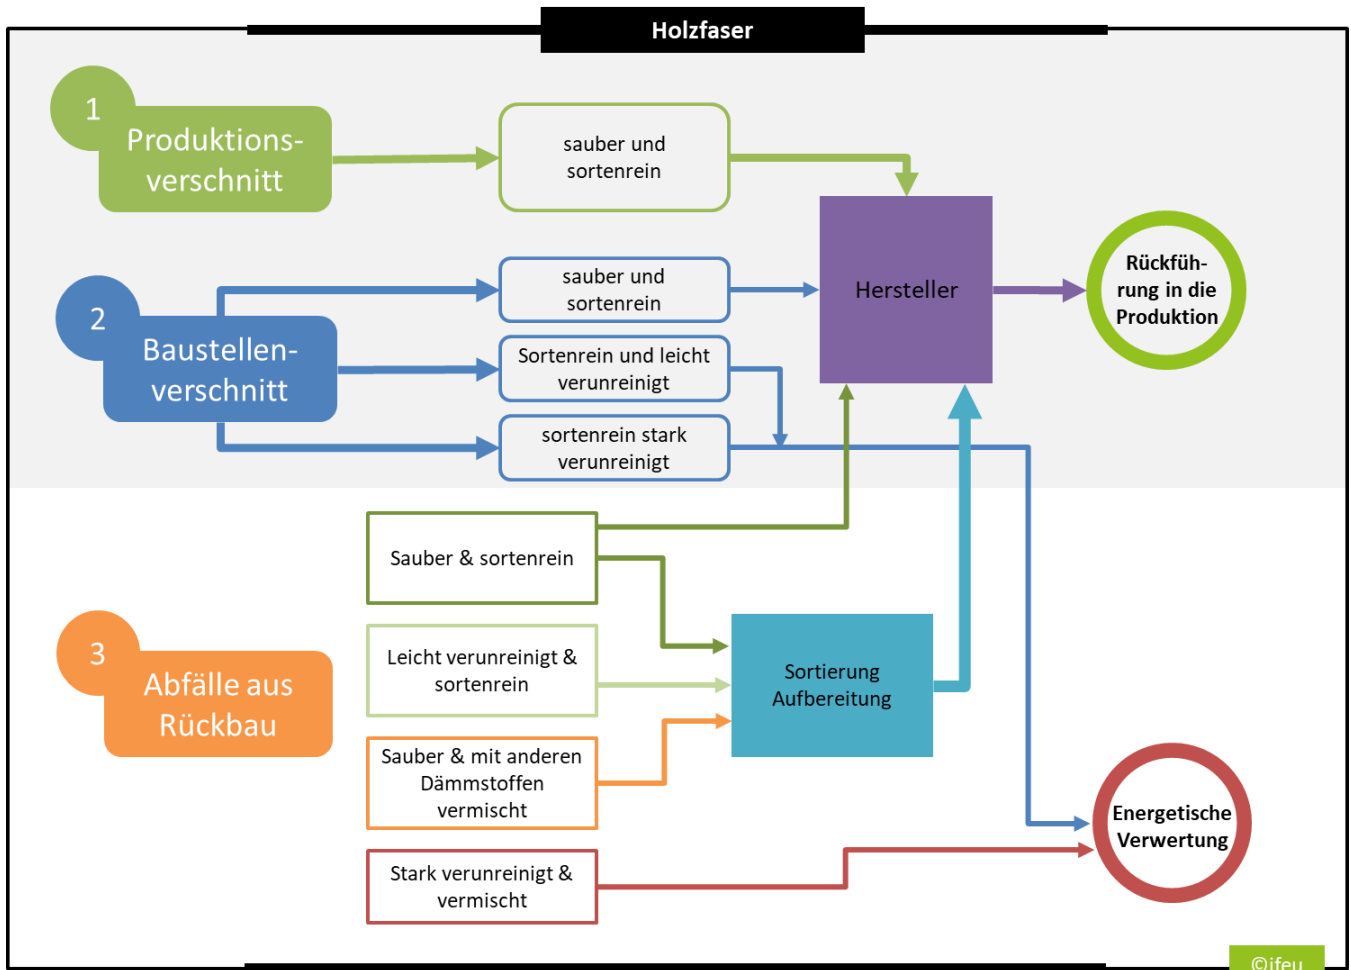 Holzfaser
1
Produktions-
verschnitt
sauber und
sortenrein
2
Baustellen-
verschnitt
sauber und
sortenrein
Sortenrein und leicht
verunreinigt
sortenrein stark
verunreinigt
Hersteller
Rückfüh-
rung in die
Produktion
3
Abfälle aus
Rückbau
Sauber & sortenrein
Leicht verunreinigt &
sortenrein
Sauber & mit anderen
Dämmstoffen
vermischt
Stark verunreinigt &
vermischt
Sortierung
Aufbereitung
Energetische
Verwertung
©ifeu